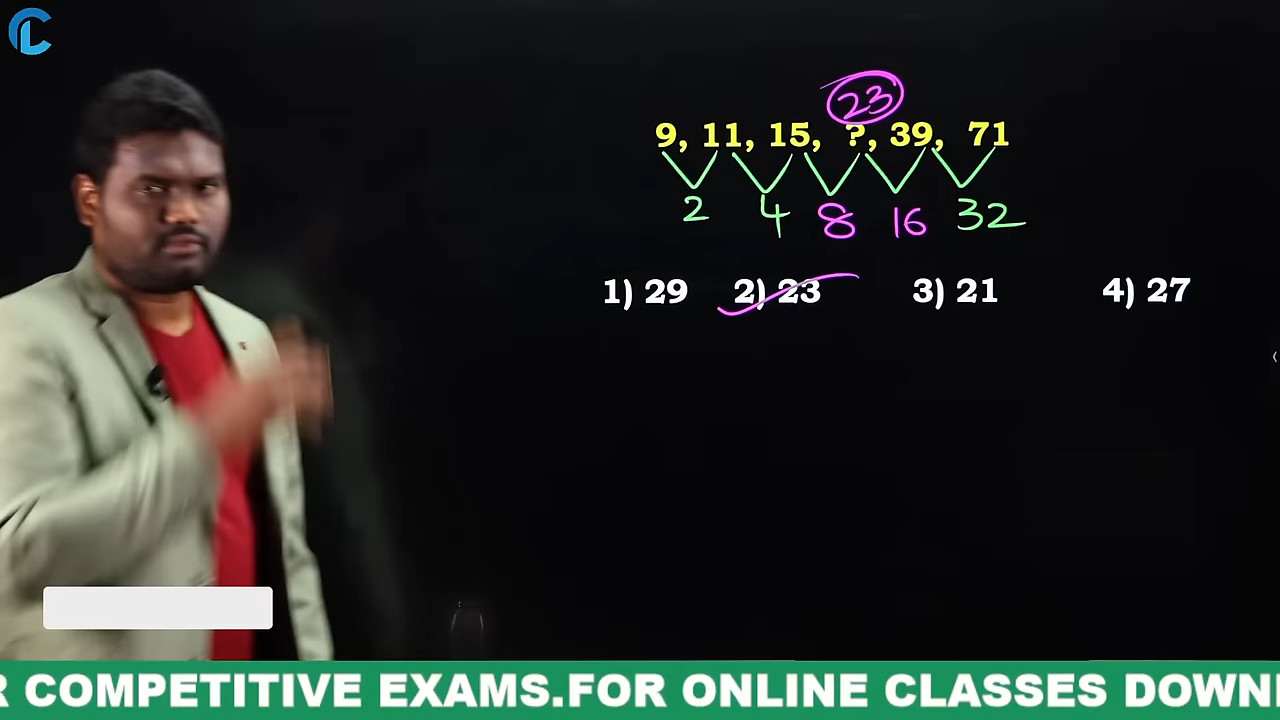 23
9, 11, 15, ?, 39, 71
2 4 8 16 32
1) 29 2) 23 3) 21 4) 27
R COMPETITIVE EXAMS.FOR ONLINE CLASSES DOWN